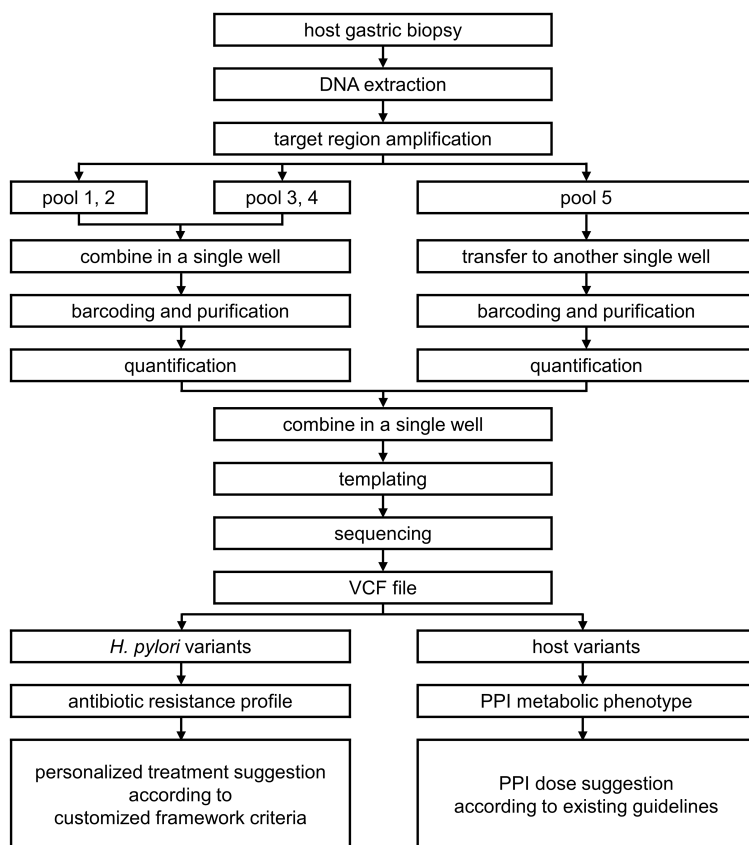 host gastric biopsy
DNA extraction
target region amplification
pool 1, 2
pool 3, 4
pool 5
combine in a single well
transfer to another single well
barcoding and purification
barcoding and purification
quantification
quantification
combine in a single well
templating
sequencing
VCF file
H. pylori variants
host variants
antibiotic resistance profile
PPI metabolic phenotype
personalized treatment suggestion
according to
customized framework criteria
PPI dose suggestion
according to existing guidelines